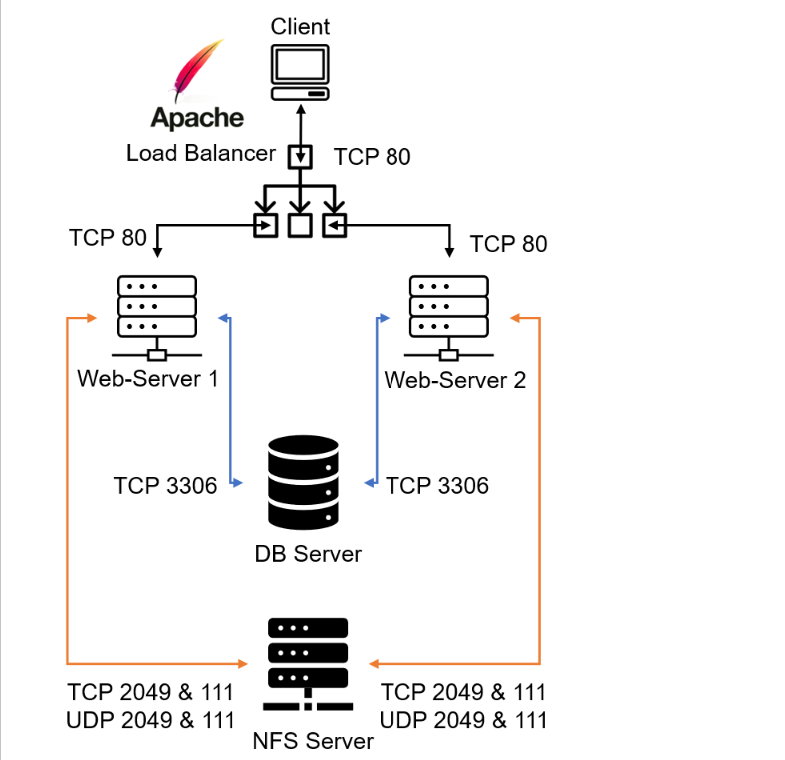 Client
Apache
Load Balancer
TCP 80
TCP 80
TCP 80
Web-Server 1
Web-Server 2
TCP 3306
TCP 3306
DB Server
TCP 2049 & 111
UDP 2049 & 111
TCP 2049 & 111
UDP 2049 & 111
NFS Server